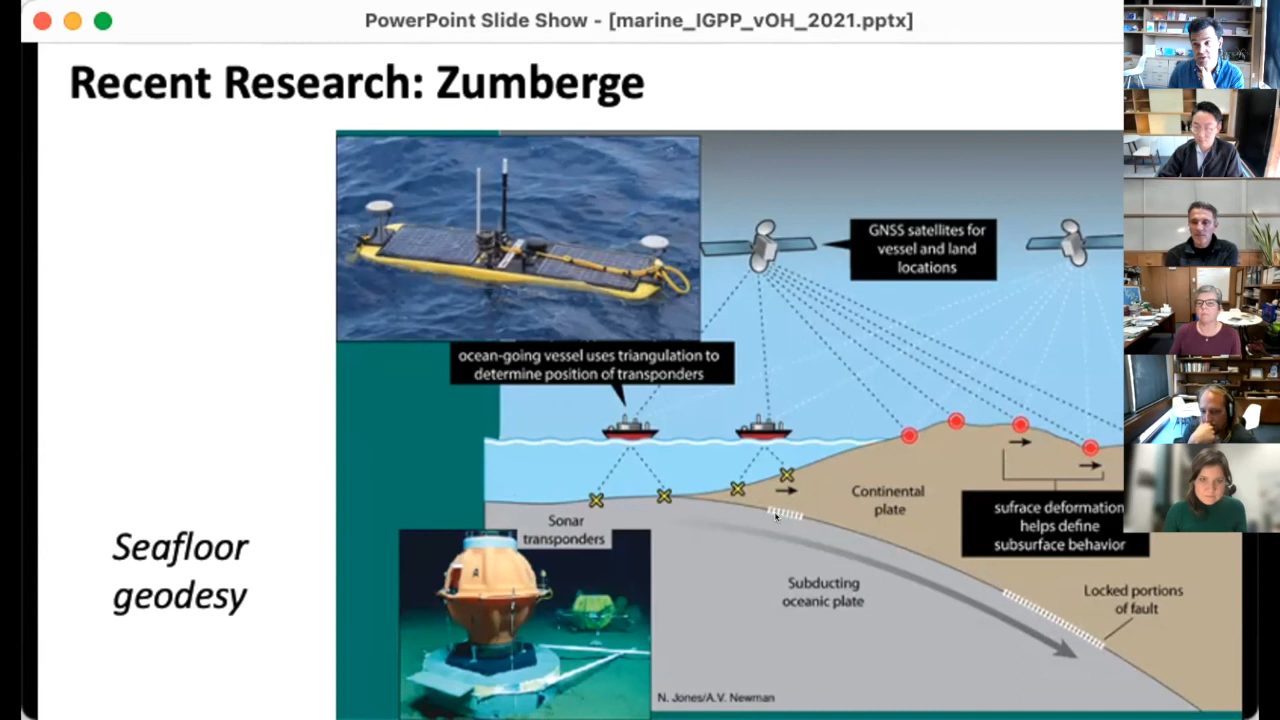 PowerPoint Slide Show - [marine_IGPP_vOH_2021.pptx]
Recent Research: Zumberge
GNSS satellites for
vessel and land
locations
ocean-going vessel uses triangulation to
determine position of transponders
Continental
plate
sufrace deformation
helps define
subsurface behavior
Sonar
transponders
Seafloor
geodesy
Subducting
oceanic plate
Locked portions
of fault
N. Jones/A.V. Newman